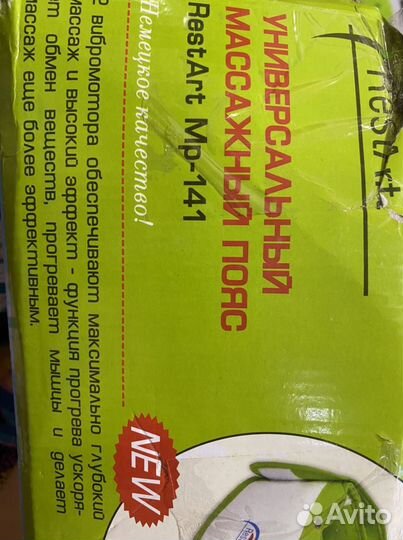 RestArt
УНИВЕРСАЛЬНЫЙ
МАССАЖНЫЙ ПОЯС
RestArt Mp-141
Немецкое качество!
2 вибромотора обеспечивают максимально глубокий
массаж и высокий эффект - функция прогрева ускоря-
ет обмен веществ, прогревает мышцы и делает
массаж еще более эффективным.
NEW
Avito